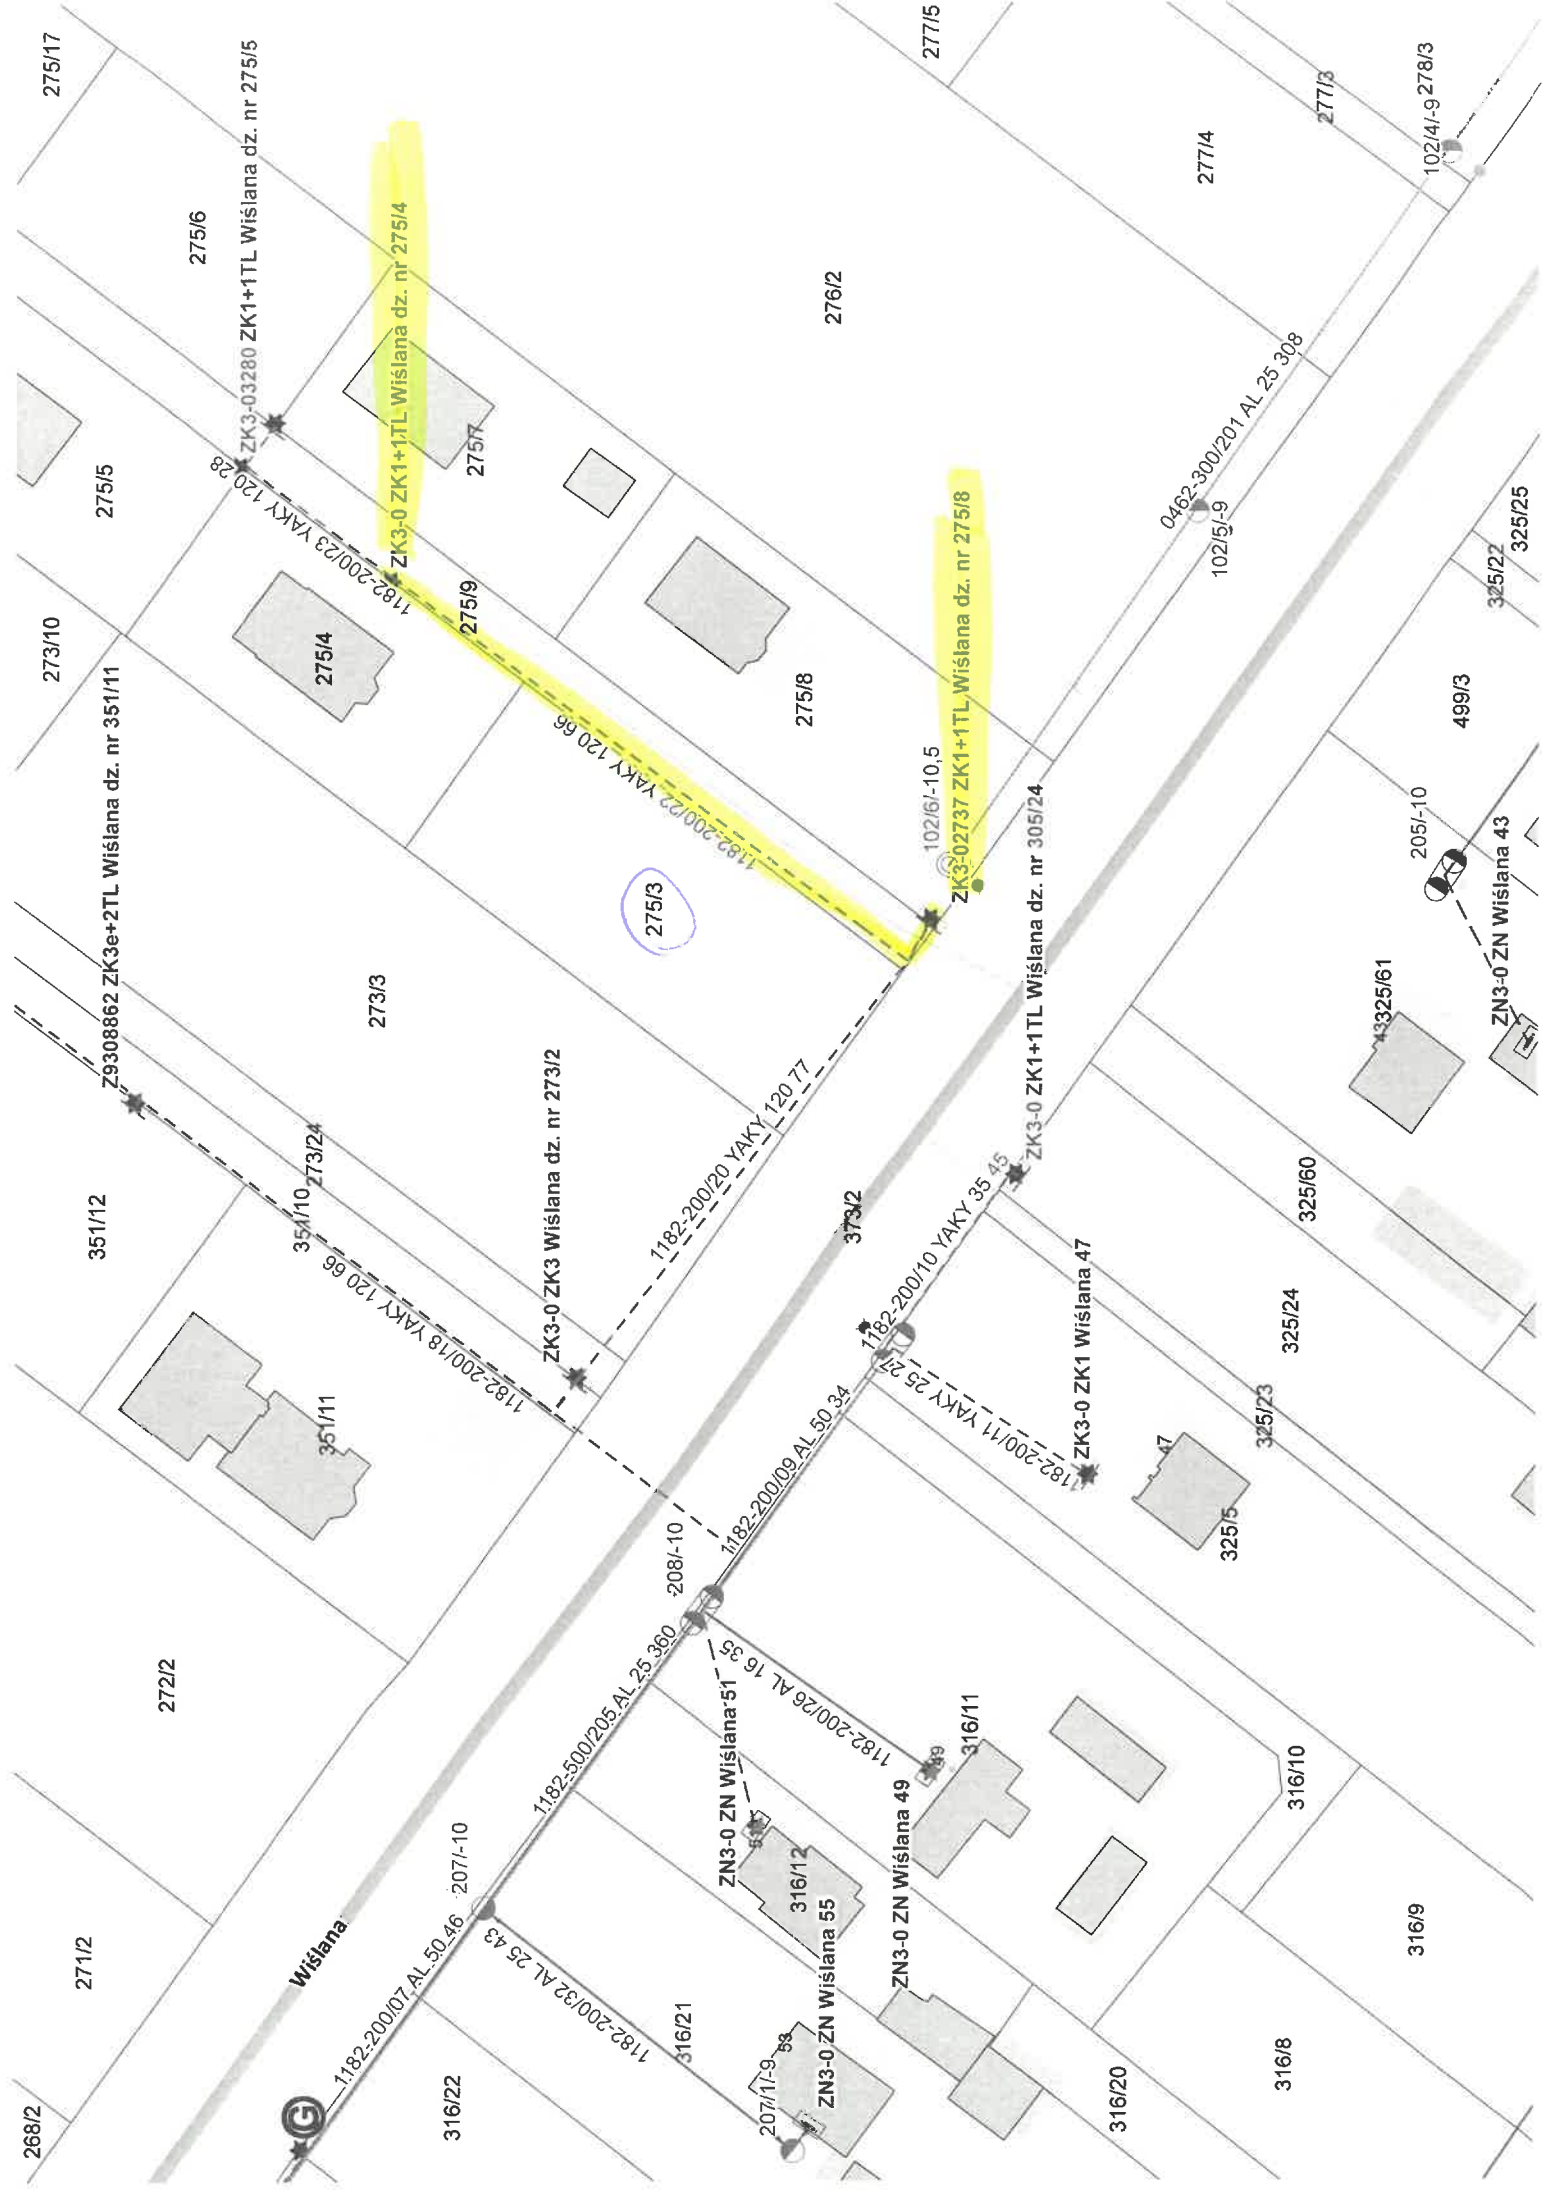 268/2
271/2
272/2
351/12
Z9308862 ZK3e+2TL Wiślana dz. nr 351/11
273/10
275/5
275/17
275/6
ZK3-03280 ZK1+1TL Wiślana dz. nr 275/5
1182-200/23 YAKY 120 28
ZK3-0 ZK1+1TL Wiślana dz. nr 275/4
275/4
275/9
275/7
351/10
273/24
351/11
1182-200/18 YAKY 120 66
273/3
ZK3-0 ZK3 Wiślana dz. nr 273/2
1182-200/22 YAKY 120 66
275/3
275/8
276/2
277/5
277/4
277/3
278/3
102/4/-9
102/6/-10,5
ZK3-02737 ZK1+1TL Wiślana dz. nr 275/8
1182-200/20 YAKY 120 77
0462-300/201 AL 25 308
102/5/-9
Wiślana
373/2
G
1182-200/07 AL 50 46
207/-10
1182-500/205 AL 25 360
208/-10
1182-200/09 AL 50 34
1182-200/10 YAKY 35 45
ZK3-0 ZK1+1TL Wiślana dz. nr 305/24
1182-200/11 YAKY 25 27
ZK3-0 ZK1 Wiślana 47
47
325/5
325/23
325/24
325/60
43
325/61
205/-10
ZN3-0 ZN Wiślana 43
499/3
325/22
325/25
316/22
1182-200/32 AL 25 43
316/21
207/1/-9
53
ZN3-0 ZN Wiślana 55
316/12
ZN3-0 ZN Wiślana 51
1182-200/26 AL 16 35
ZN3-0 ZN Wiślana 49
49
316/11
316/10
316/9
316/8
316/20